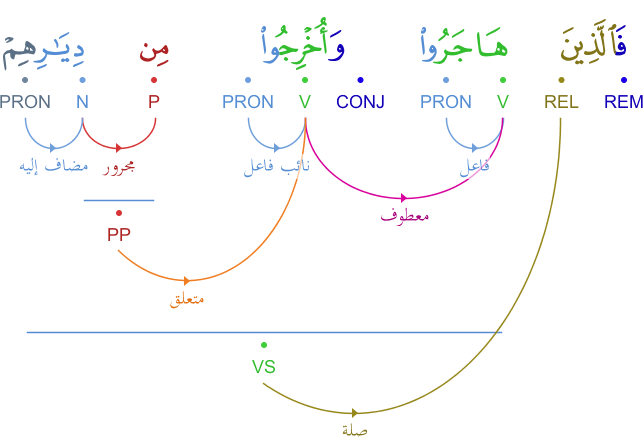 فَٱلَّذِينَ هَاجَرُوا۟ وَأُخْرِجُوا۟ مِن دِيَـٰرِهِمْ
REM REL V PRON CONJ V PRON P N PRON
فاعل نائب فاعل مجرور مضاف إليه
معطوف
PP
متعلق
VS
صلة